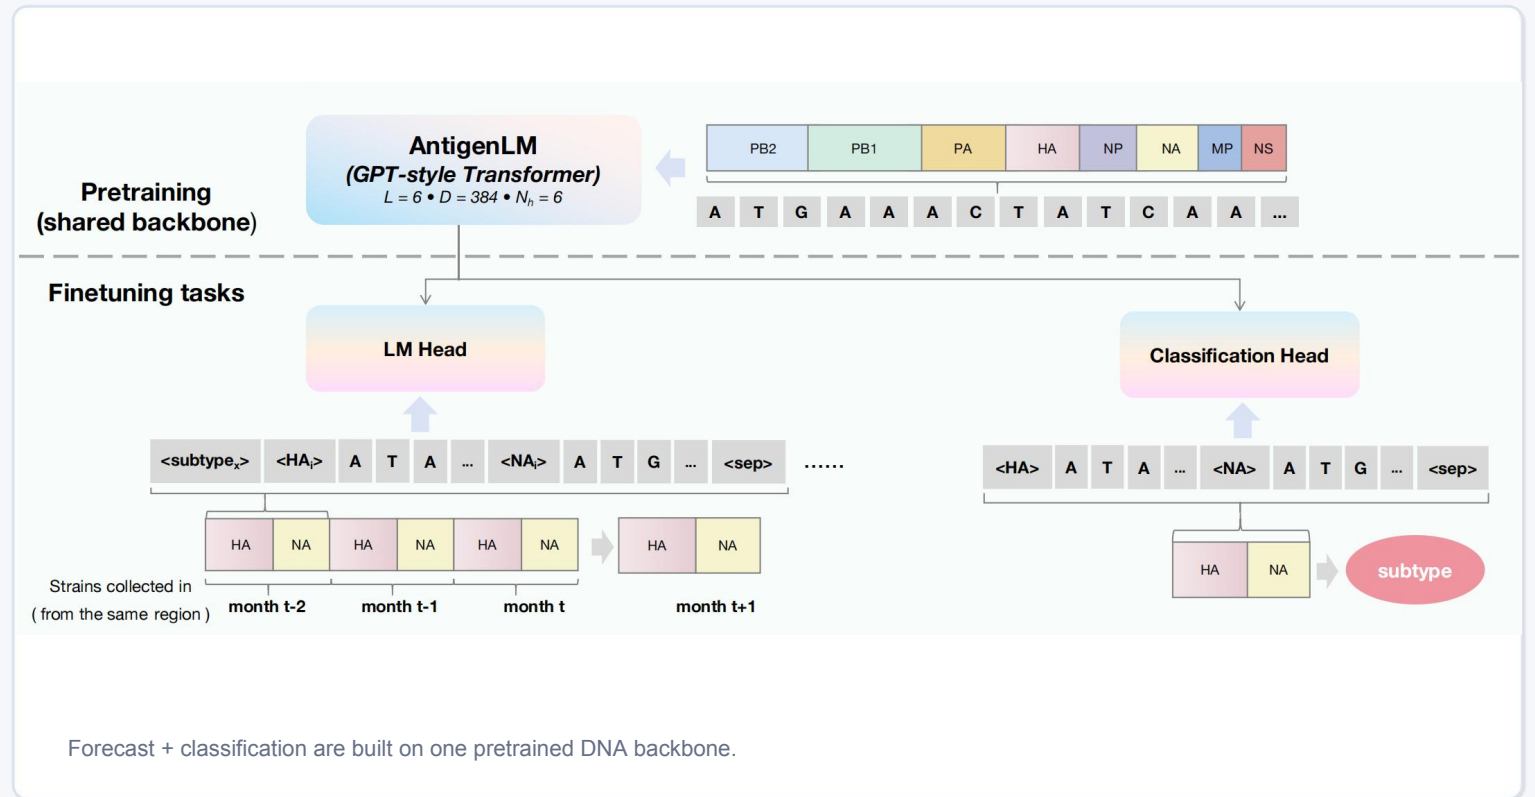 AntigenLM
(GPT-style Transformer)
L = 6 • D = 384 • Nₕ = 6
PB2 PB1 PA HA NP NA MP NS
A T G A A A C T A T C A A ...
Pretraining
(shared backbone)
Finetuning tasks
LM Head
Classification Head
<subtypeₓ> <HAᵢ> A T A ... <NAᵢ> A T G ... <sep> ......
<HA> A T A ... <NA> A T G ... <sep>
HA NA HA NA HA NA HA NA
HA NA subtype
Strains collected in
( from the same region )
month t-2 month t-1 month t month t+1
Forecast + classification are built on one pretrained DNA backbone.